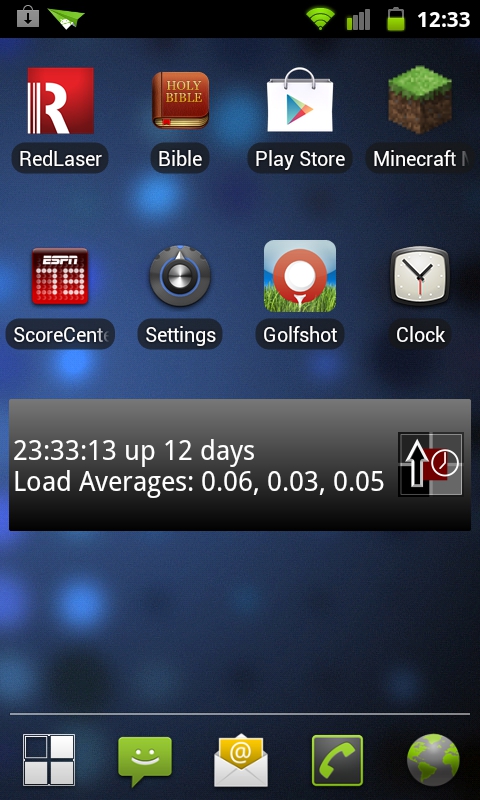 12:33
HOLY
BIBLE
RedLaser
Bible
Play Store
Minecraft
ESPN
ScoreCente
Settings
Golfshot
Clock
23:33:13 up 12 days
Load Averages: 0.06, 0.03, 0.05
@